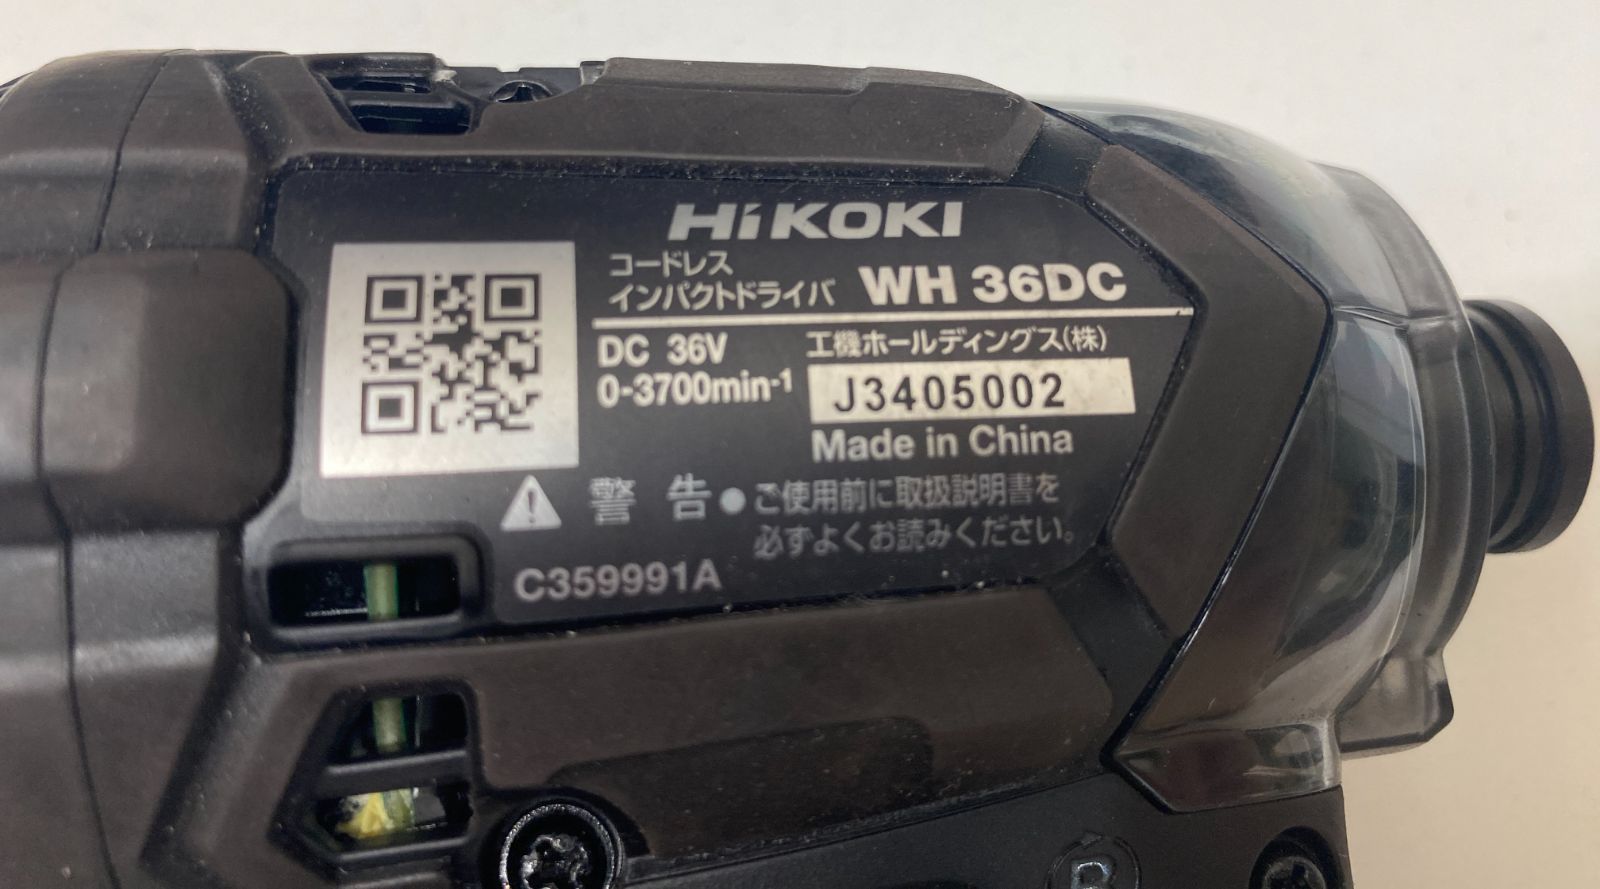 HiKOKI
コードレス
インパクトドライバ WH 36DC
DC 36V
0-3700min-1
工機ホールディングス(株)
J3405002
Made in China
警 告 ●ご使用前に取扱説明書を
必ずよくお読みください。
C359991A
R